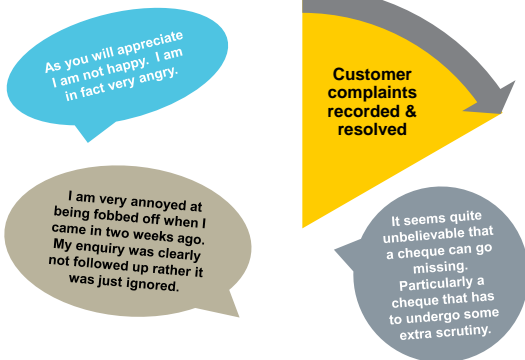 As you will appreciate
I am not happy.  I am
in fact very angry.
Customer
complaints
recorded &
resolved
I am very annoyed at
being fobbed off when I
came in two weeks ago.
My enquiry was clearly
not followed up rather it
was just ignored.
It seems quite
unbelievable that
a cheque can go
missing.
Particularly a
cheque that has
to undergo some
extra scrutiny.